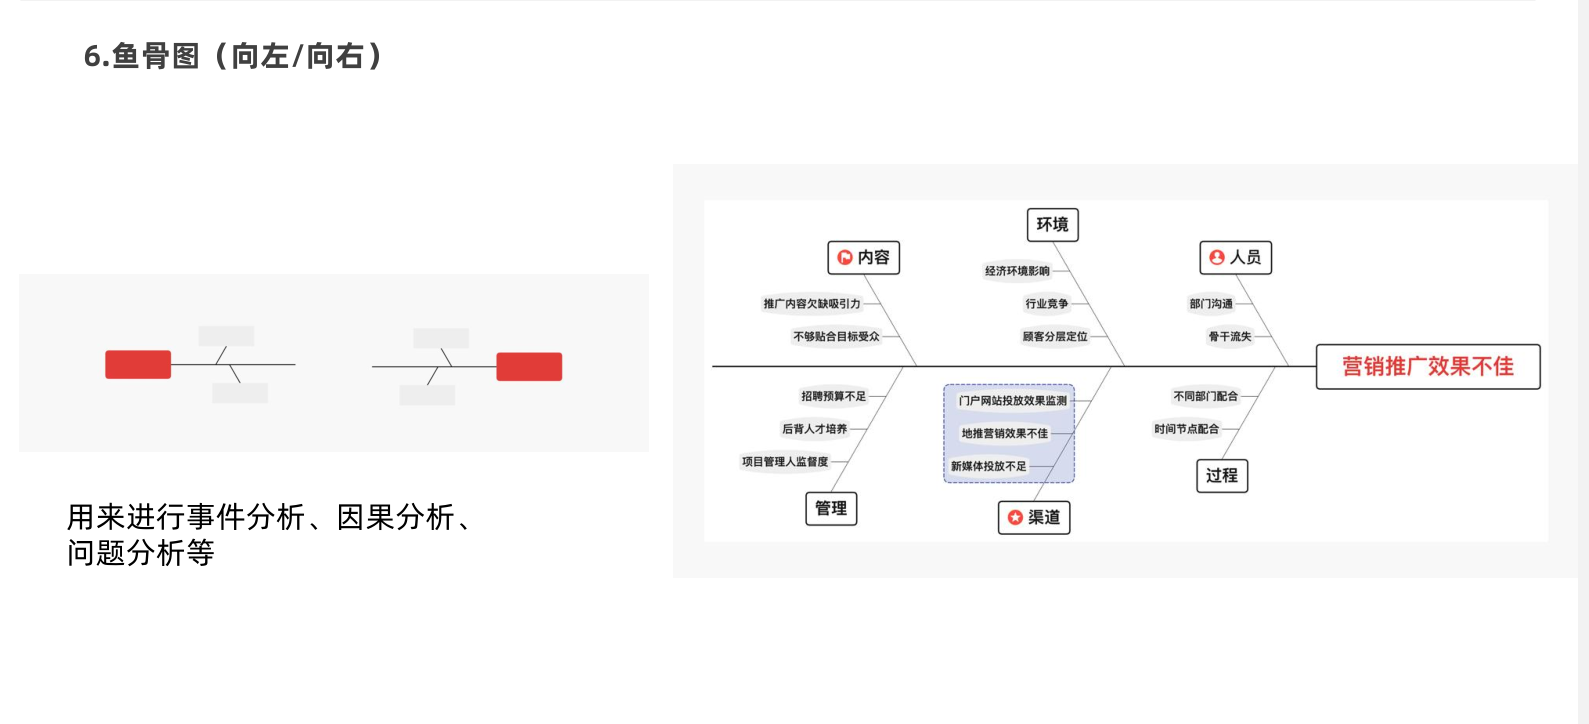 6.鱼骨图（向左/向右）
用来进行事件分析、因果分析、
问题分析等
环境
内容
人员
经济环境影响
推广内容欠缺吸引力
行业竞争
部门沟通
不够贴合目标受众
顾客分层定位
骨干流失
营销推广效果不佳
招聘预算不足
门户网站投放效果监测
不同部门配合
后背人才培养
地推营销效果不佳
时间节点配合
项目管理人监督度
新媒体投放不足
过程
管理
渠道